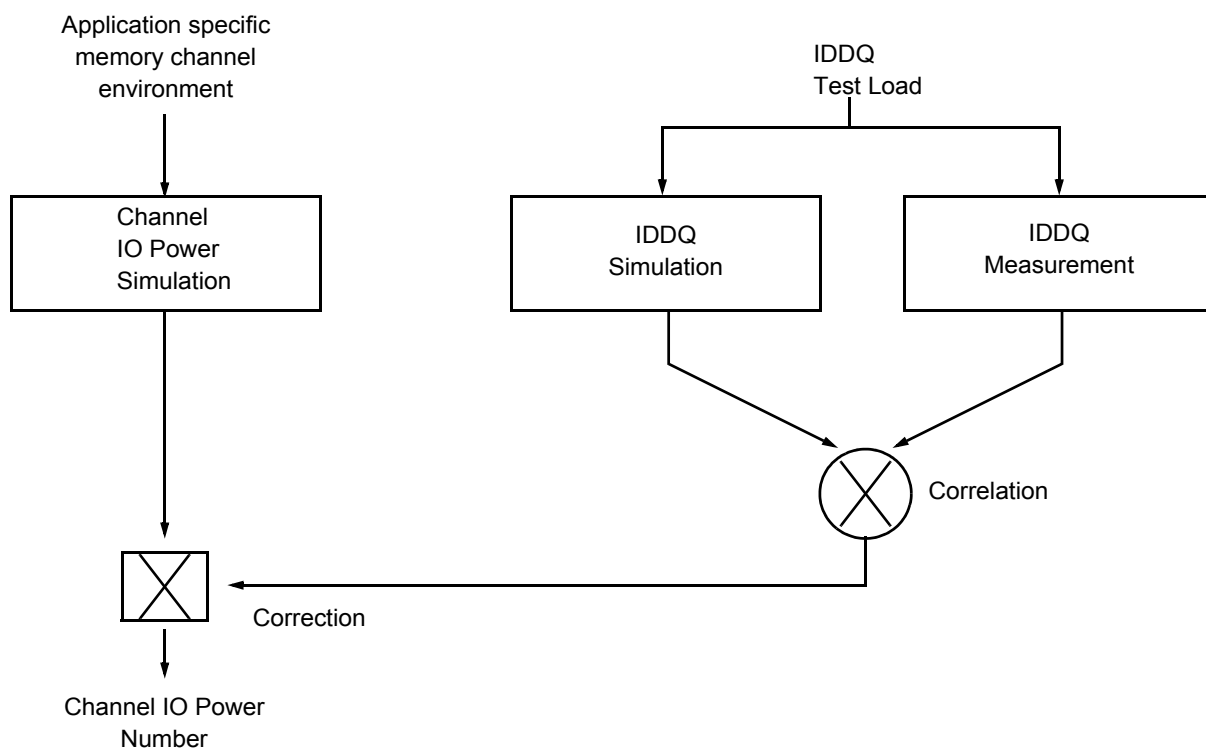 Application specific
memory channel
environment
IDDQ
Test Load
Channel
IO Power
Simulation
IDDQ
Simulation
IDDQ
Measurement
Correlation
Correction
Channel IO Power
Number